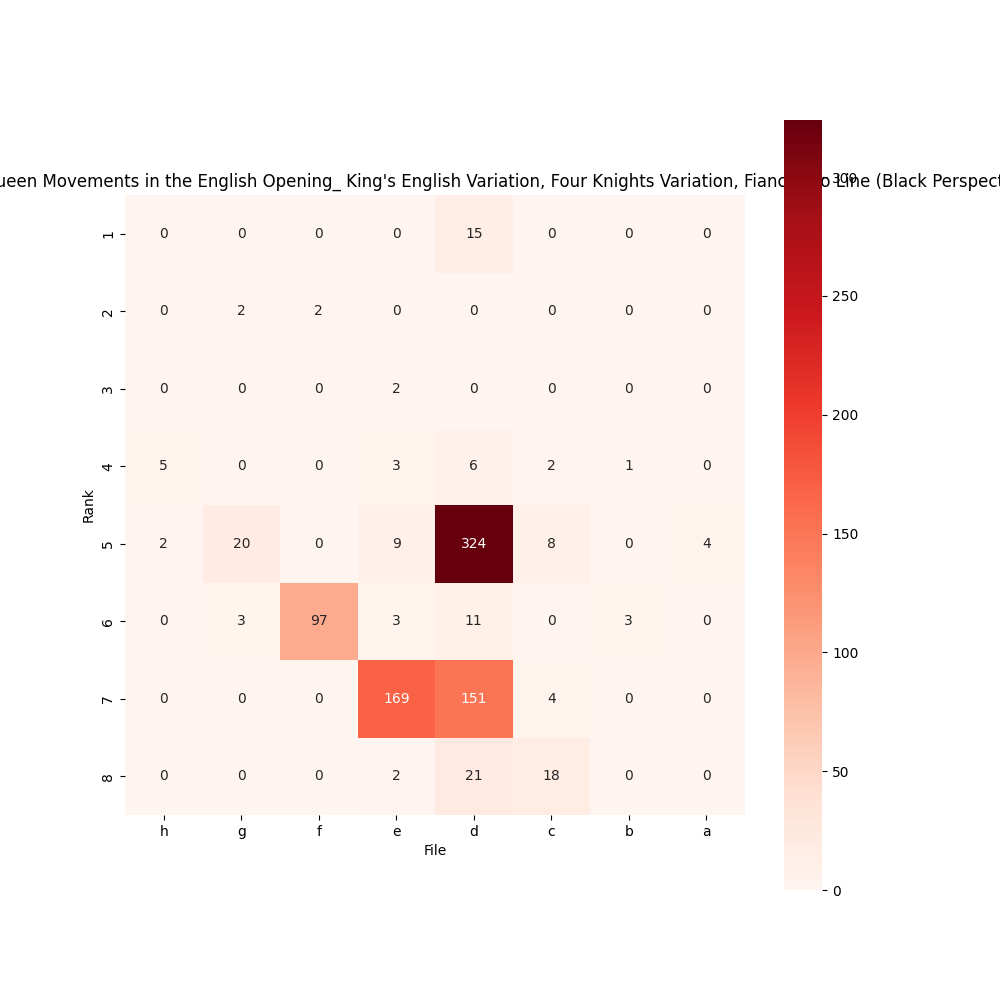 Movements in the English Opening_ King's English Variation, Four Knights Variation, Line (Black
300
1 0 0 0 0 15 0 0 0
2 0 2 2 0 0 0 0 0 250
3 0 0 0 2 0 0 0 0
200
4 5 0 0 3 6 2 1 0
Rank
5 2 20 0 9 324 8 0 4 150
6 0 3 97 3 11 0 3 0 100
7 0 0 0 169 151 4 0 0
50
8 0 0 0 2 21 18 0 0
h g f e d c b a
File
0